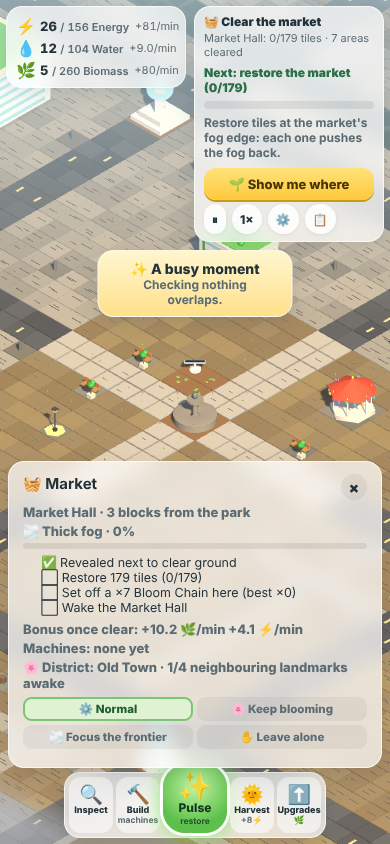 ⚡ 26 / 156 Energy +81/min
💧 12 / 104 Water +9.0/min
🌿 5 / 260 Biomass +80/min
🧺 Clear the market
Market Hall: 0/179 tiles · 7 areas
cleared
Next: restore the market
(0/179)
Restore tiles at the market's
fog edge: each one pushes
the fog back.
🌱 Show me where
⏸ 1× ⚙️ 📋
✨ A busy moment
Checking nothing
overlaps.
🧺 Market ✖
Market Hall · 3 blocks from the park
🌫️ Thick fog · 0%
✅ Revealed next to clear ground
⬜ Restore 179 tiles (0/179)
⬜ Set off a ×7 Bloom Chain here (best ×0)
⬜ Wake the Market Hall
Bonus once clear: +10.2 🌿/min +4.1 ⚡/min
Machines: none yet
🌸 District: Old Town · 1/4 neighbouring landmarks
awake
⚙️ Normal
🌸 Keep blooming
🌫️ Focus the frontier
✋ Leave alone
🔍 Inspect
🔨 Build
machines
✨ Pulse
restore
🌞 Harvest
+8⚡
⬆️ Upgrades
🌿